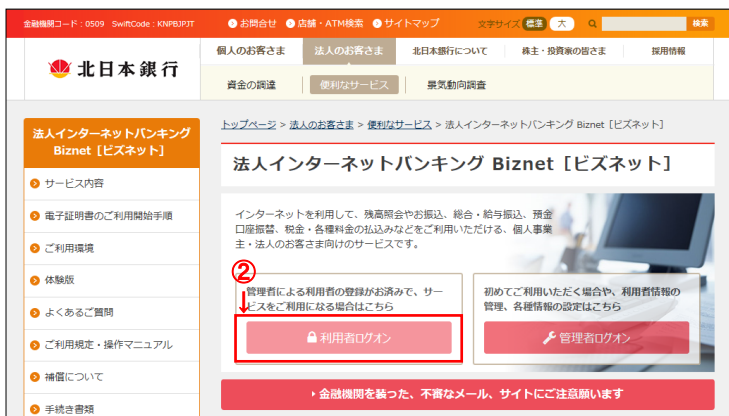 金融機関コード：0509 SwiftCode：KNPBJPJT
お問合せ 店舗・ATM検索 サイトマップ 文字サイズ 標準 大 検索
北日本銀行
個人のお客さま 法人のお客さま 北日本銀行について 株主・投資家の皆さま 採用情報
資金の調達 便利なサービス 景気動向調査
トップページ > 法人のお客さま > 便利なサービス > 法人インターネットバンキング Biznet［ビズネット］
法人インターネットバンキング
Biznet［ビズネット］
サービス内容
電子証明書のご利用開始手順
ご利用環境
体験版
よくあるご質問
ご利用規定・操作マニュアル
補償について
手続き書類
法人インターネットバンキング Biznet［ビズネット］
インターネットを利用して、残高照会やお振込、総合・給与振込、預金
口座振替、税金・各種料金の払込みなどをご利用いただける、個人事業
主・法人のお客さま向けのサービスです。
②
管理者による利用者の登録がお済みで、サー
ビスをご利用になる場合はこちら
利用者ログオン
初めてご利用いただく場合や、利用者情報の
管理、各種情報の設定はこちら
管理者ログオン
金融機関を装った、不審なメール、サイトにご注意願います